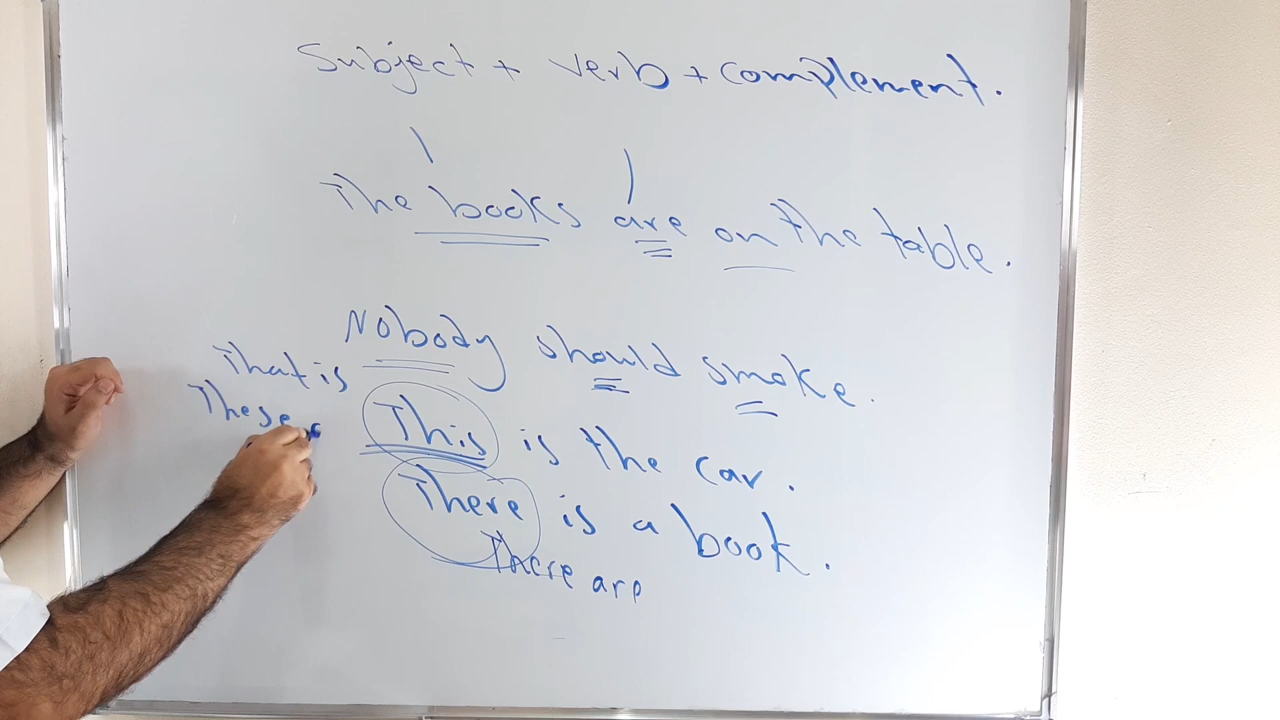 Subject + verb + complement.
The books are on the table.
Nobody should smoke.
That is
These
This is the car.
There is a book.
There are